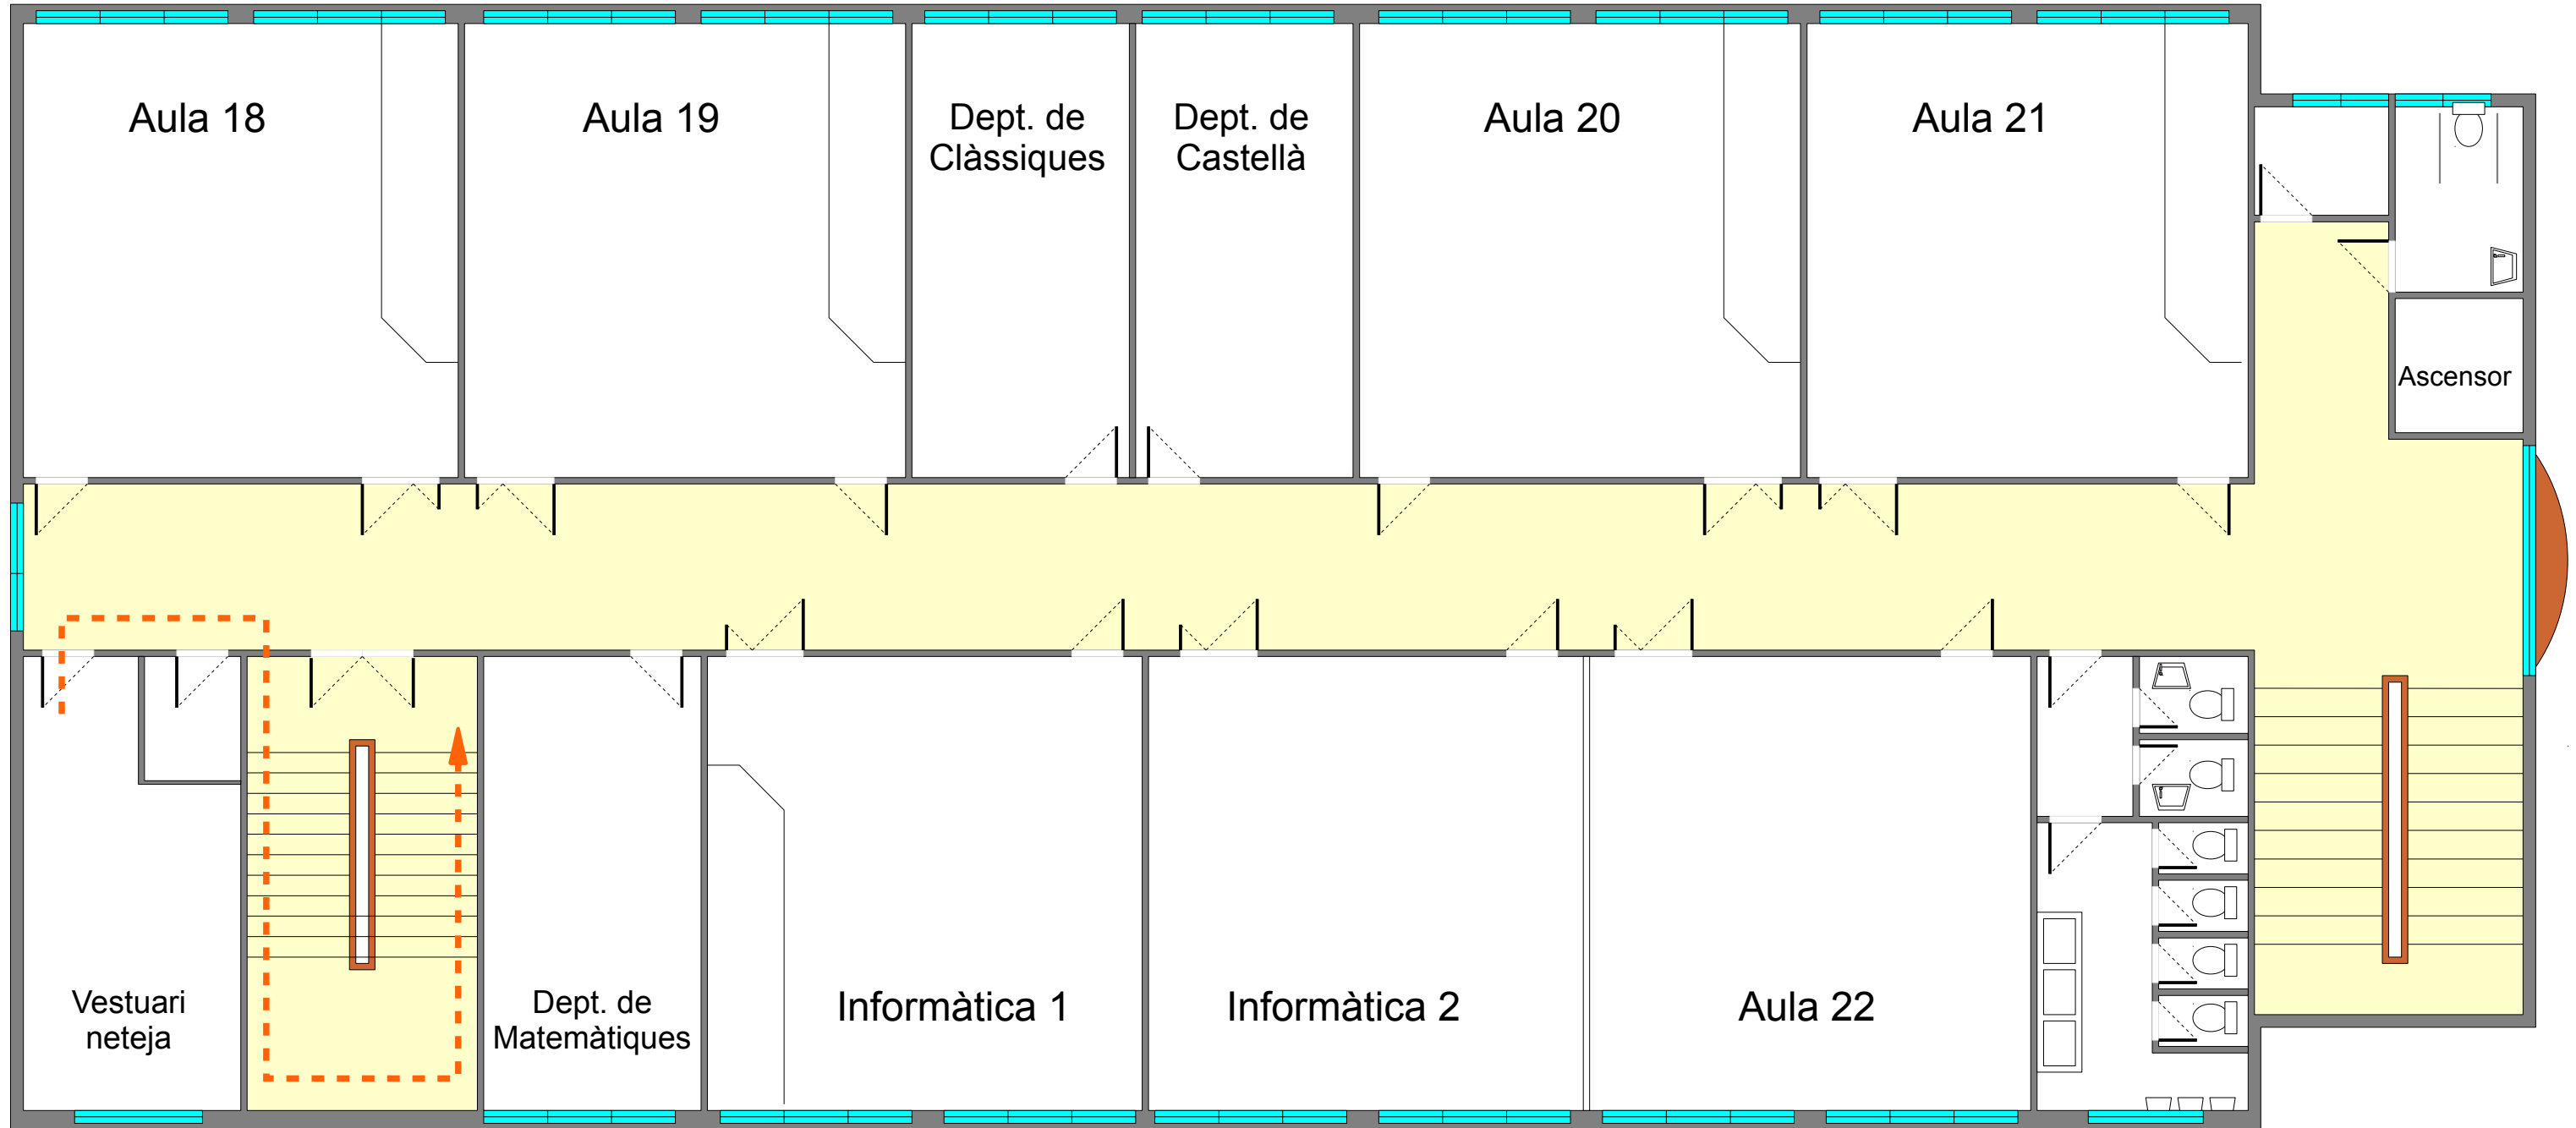 Aula 18
Aula 19
Dept. de
Clàssiques
Dept. de
Castellà
Aula 20
Aula 21
Ascensor
Vestuari
neteja
Dept. de
Matemàtiques
Informàtica 1
Informàtica 2
Aula 22